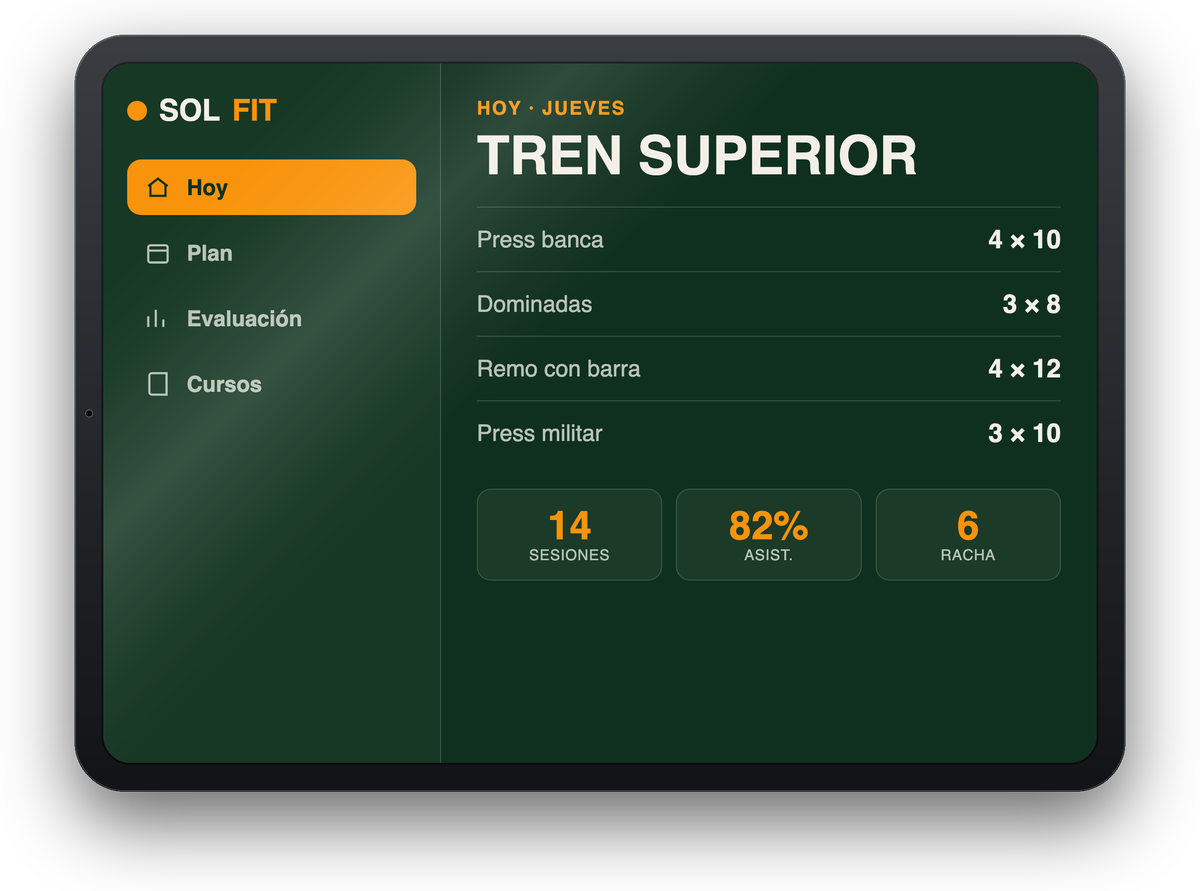 SOL FIT
Hoy
Plan
Evaluación
Cursos
HOY · JUEVES
TREN SUPERIOR
Press banca 4 × 10
Dominadas 3 × 8
Remo con barra 4 × 12
Press militar 3 × 10
14 82% 6
SESIONES ASIST. RACHA